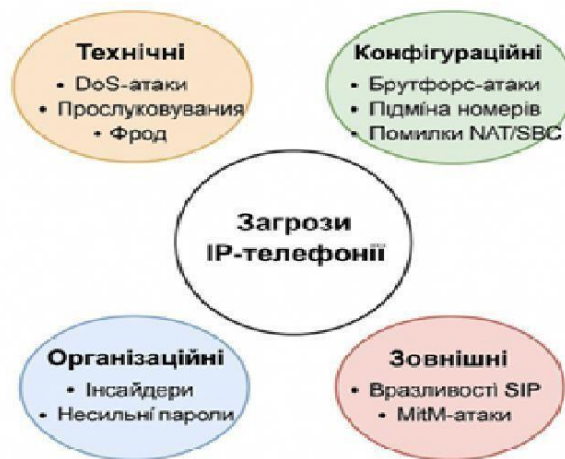 Технічні
• DoS-атаки
• Прослуховування
• Фрод
Конфігураційні
• Брутфорс-атаки
• Підміна номерів
• Помилки NAT/SBC
Загрози
IP-телефонії
Організаційні
• Інсайдери
• Несильні пароли
Зовнішні
• Вразливості SIP
• MitM-атаки